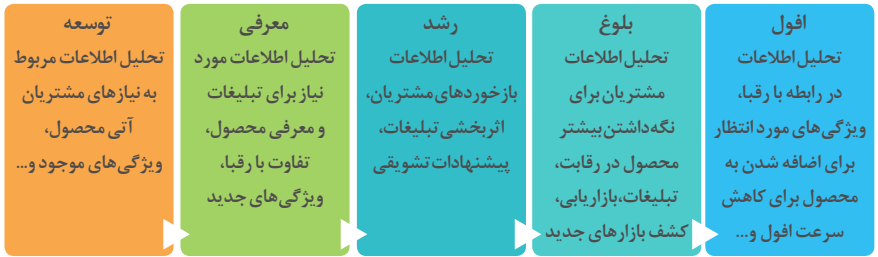 توسعه
تحلیل اطلاعات مربوط
به نیازهای مشتریان
آتی محصول،
ویژگی‌های موجود و...
معرفی
تحلیل اطلاعات مورد
نیاز برای تبلیغات
و معرفی محصول،
تفاوت با رقبا،
ویژگی‌های جدید
رشد
تحلیل اطلاعات
بازخوردهای مشتریان،
اثربخشی تبلیغات،
پیشنهادات تشویقی
بلوغ
تحلیل اطلاعات
مشتریان برای
نگه‌داشتن بیشتر
محصول در رقابت،
تبلیغات، بازاریابی،
کشف بازارهای جدید
افول
تحلیل اطلاعات
در رابطه با رقبا،
ویژگی‌های مورد انتظار
برای اضافه شدن به
محصول برای کاهش
سرعت افول و...